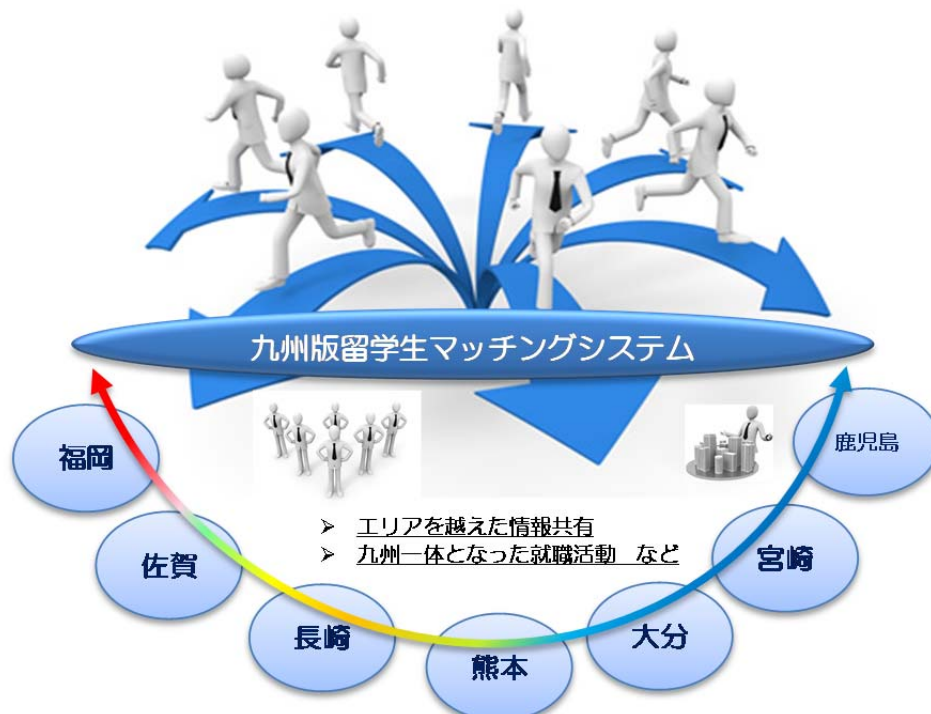 九州版留学生マッチングシステム
福岡
鹿児島
➢ エリアを越えた情報共有
➢ 九州一体となった就職活動　など
佐賀
宮崎
長崎
大分
熊本